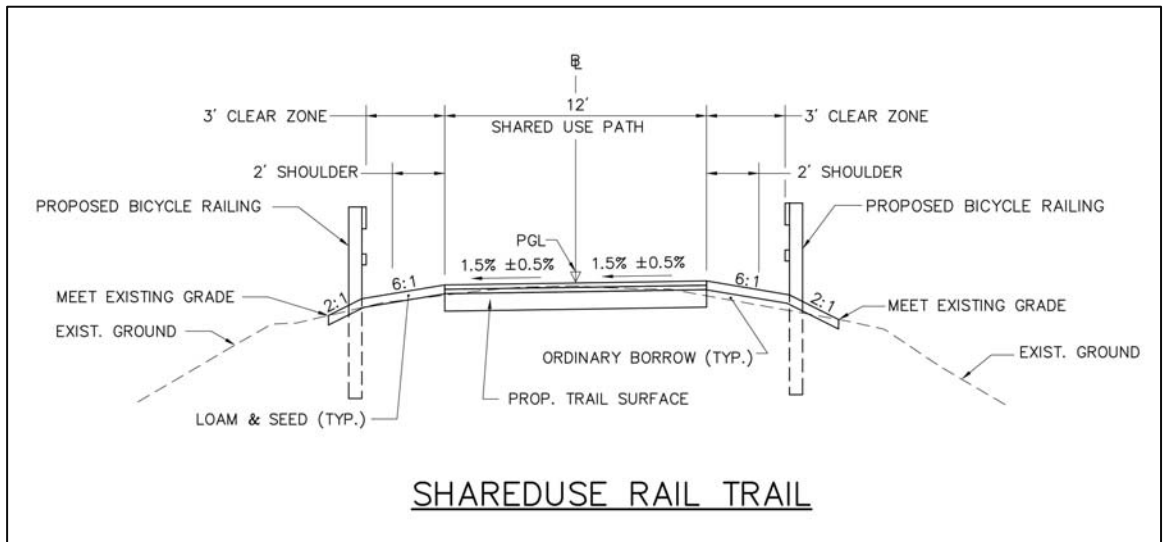 ℄
12'
3' CLEAR ZONE
3' CLEAR ZONE
SHARED USE PATH
2' SHOULDER
2' SHOULDER
PROPOSED BICYCLE RAILING
PROPOSED BICYCLE RAILING
PGL
1.5% ±0.5%
1.5% ±0.5%
6:1
6:1
2:1
2:1
MEET EXISTING GRADE
MEET EXISTING GRADE
EXIST. GROUND
EXIST. GROUND
ORDINARY BORROW (TYP.)
PROP. TRAIL SURFACE
LOAM & SEED (TYP.)
SHAREDUSE RAIL TRAIL